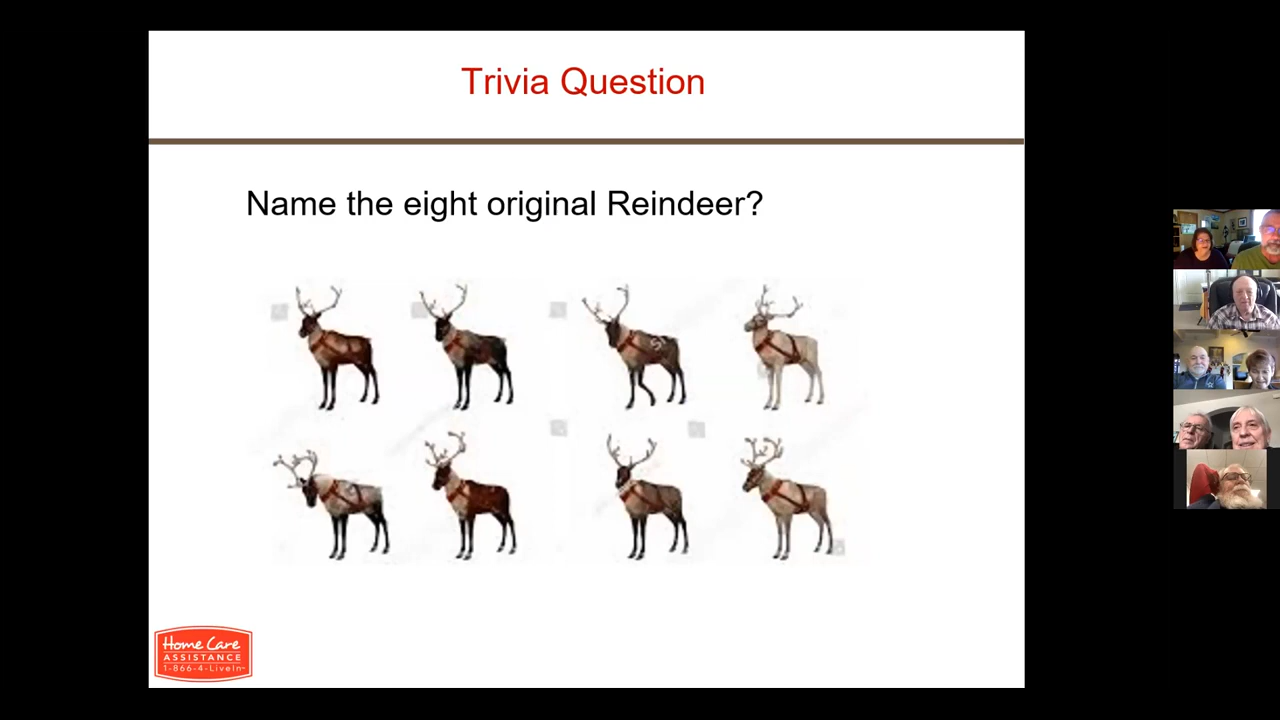 Trivia Question
Name the eight original Reindeer?
Home Care
ASSISTANCE
1-866-4-LiveIn